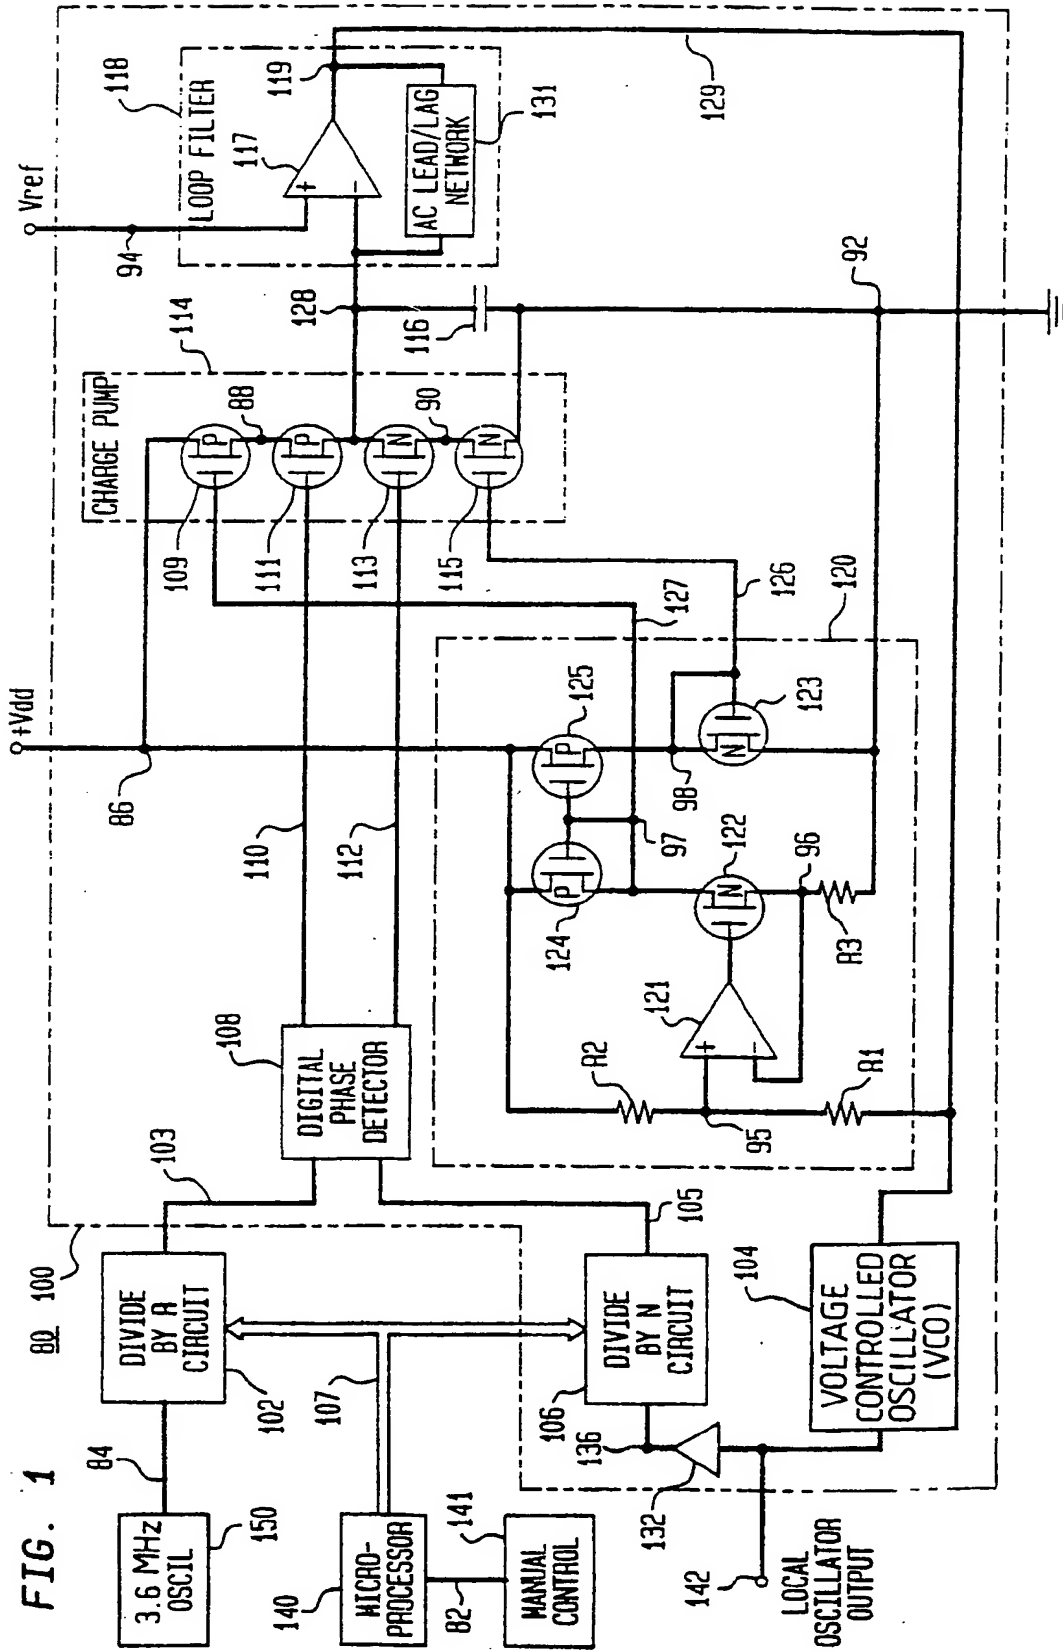 FIG. 1
80
100
3.6 MHz
OSCIL
150
84
DIVIDE
BY R
CIRCUIT
102
103
MICRO-
PROCESSOR
140
107
82
MANUAL
CONTROL
141
DIVIDE
BY N
CIRCUIT
106
105
136
132
142
LOCAL
OSCILLATOR
OUTPUT
VOLTAGE
CONTROLLED
OSCILLATOR
(VCO)
104
DIGITAL
PHASE
DETECTOR
108
110
112
+Vdd
86
CHARGE PUMP
114
109
P
88
111
P
113
N
90
115
N
127
126
120
R2
95
R1
121
+
-
124
P
125
P
97
98
122
N
123
N
96
R3
Vref
94
LOOP FILTER
118
117
+
-
119
AC LEAD/LAG
NETWORK
131
128
116
92
129